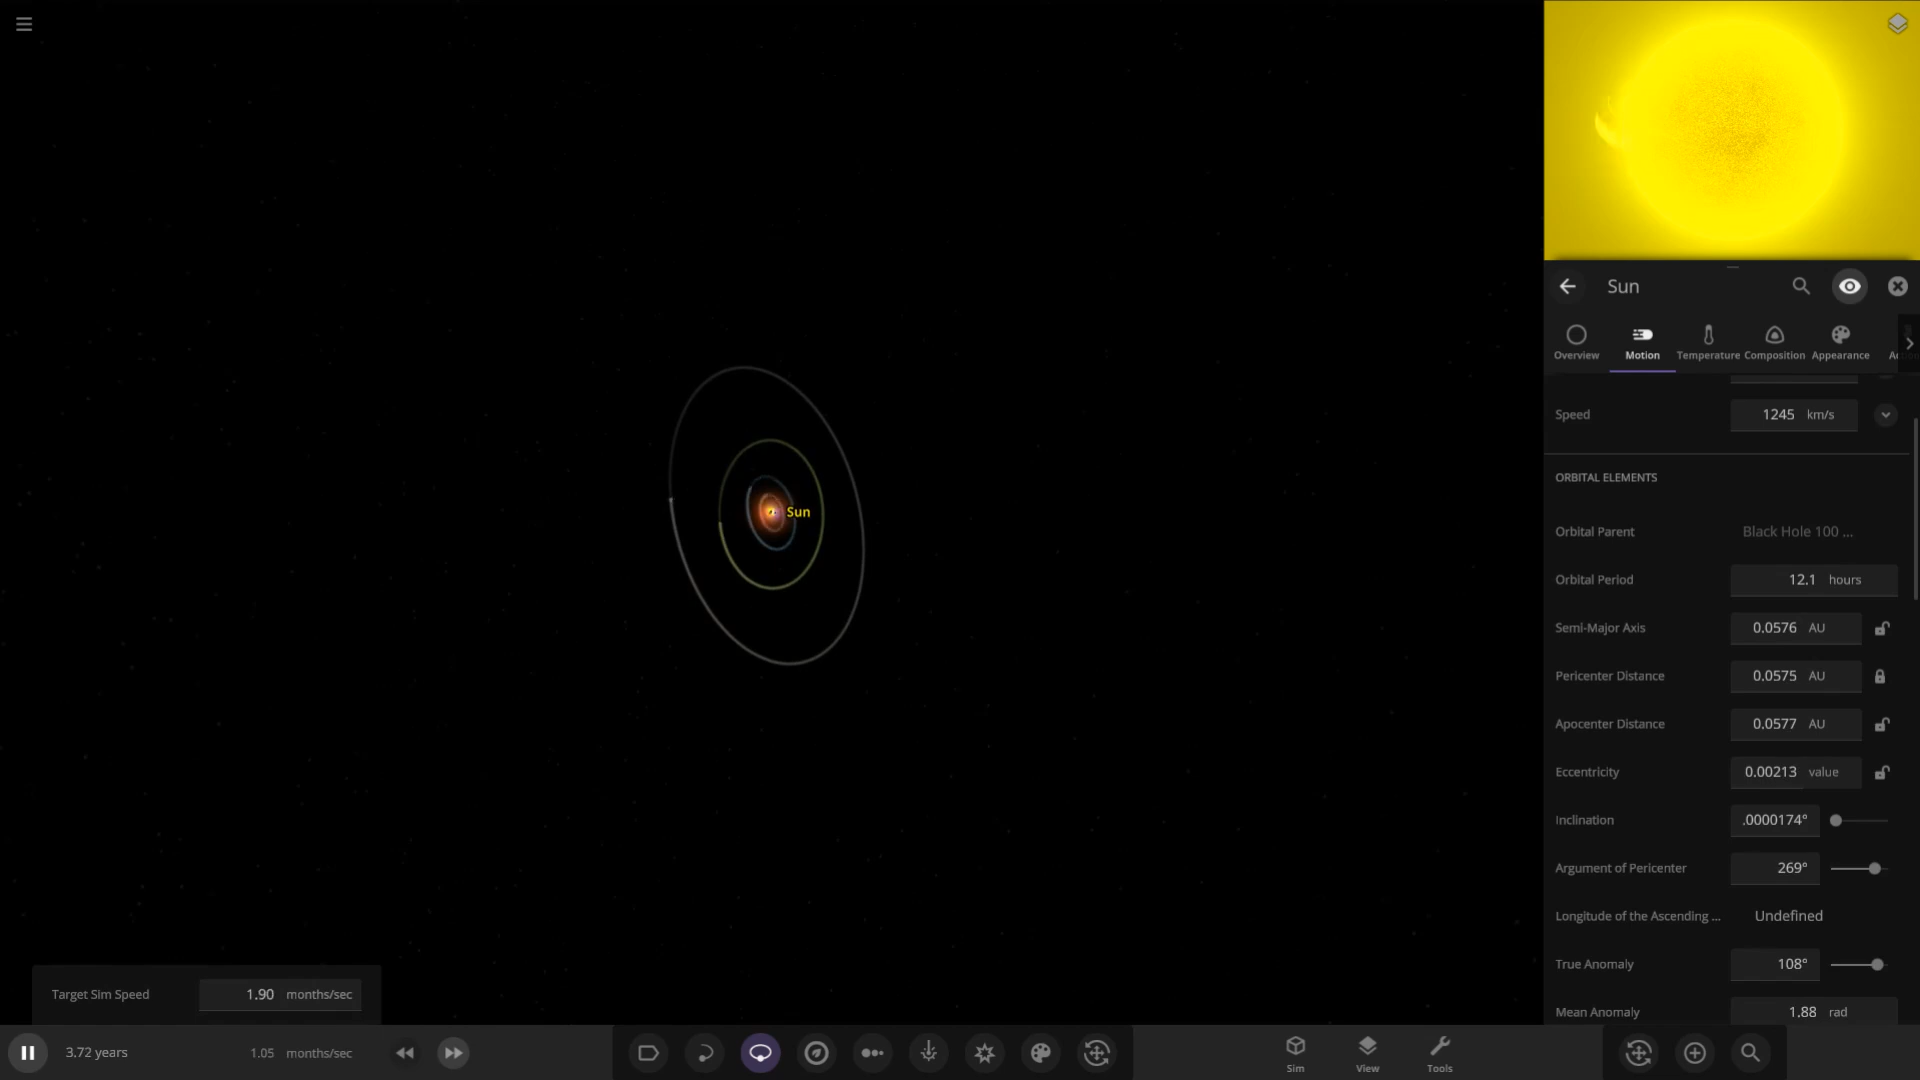 Sun
Sun
Overview
Motion
Temperature
Composition
Appearance
Speed
1245 km/s
ORBITAL ELEMENTS
Orbital Parent
Black Hole 100 ...
Orbital Period
12.1 hours
Semi-Major Axis
0.0576 AU
Pericenter Distance
0.0575 AU
Apocenter Distance
0.0577 AU
Eccentricity
0.00213 value
Inclination
.0000174°
Argument of Pericenter
269°
Longitude of the Ascending ...
Undefined
True Anomaly
108°
Mean Anomaly
1.88 rad
Target Sim Speed
1.90 months/sec
3.72 years
1.05 months/sec
Sim
View
Tools